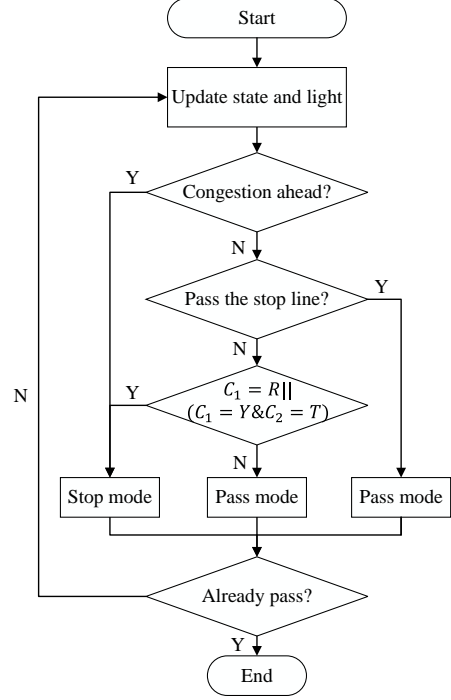 Start
Update state and light
Y
Congestion ahead?
N
Pass the stop line?
Y
N
N
Y
C₁ = R||
(C₁ = Y&C₂ = T)
N
Stop mode
Pass mode
Pass mode
Already pass?
Y
End